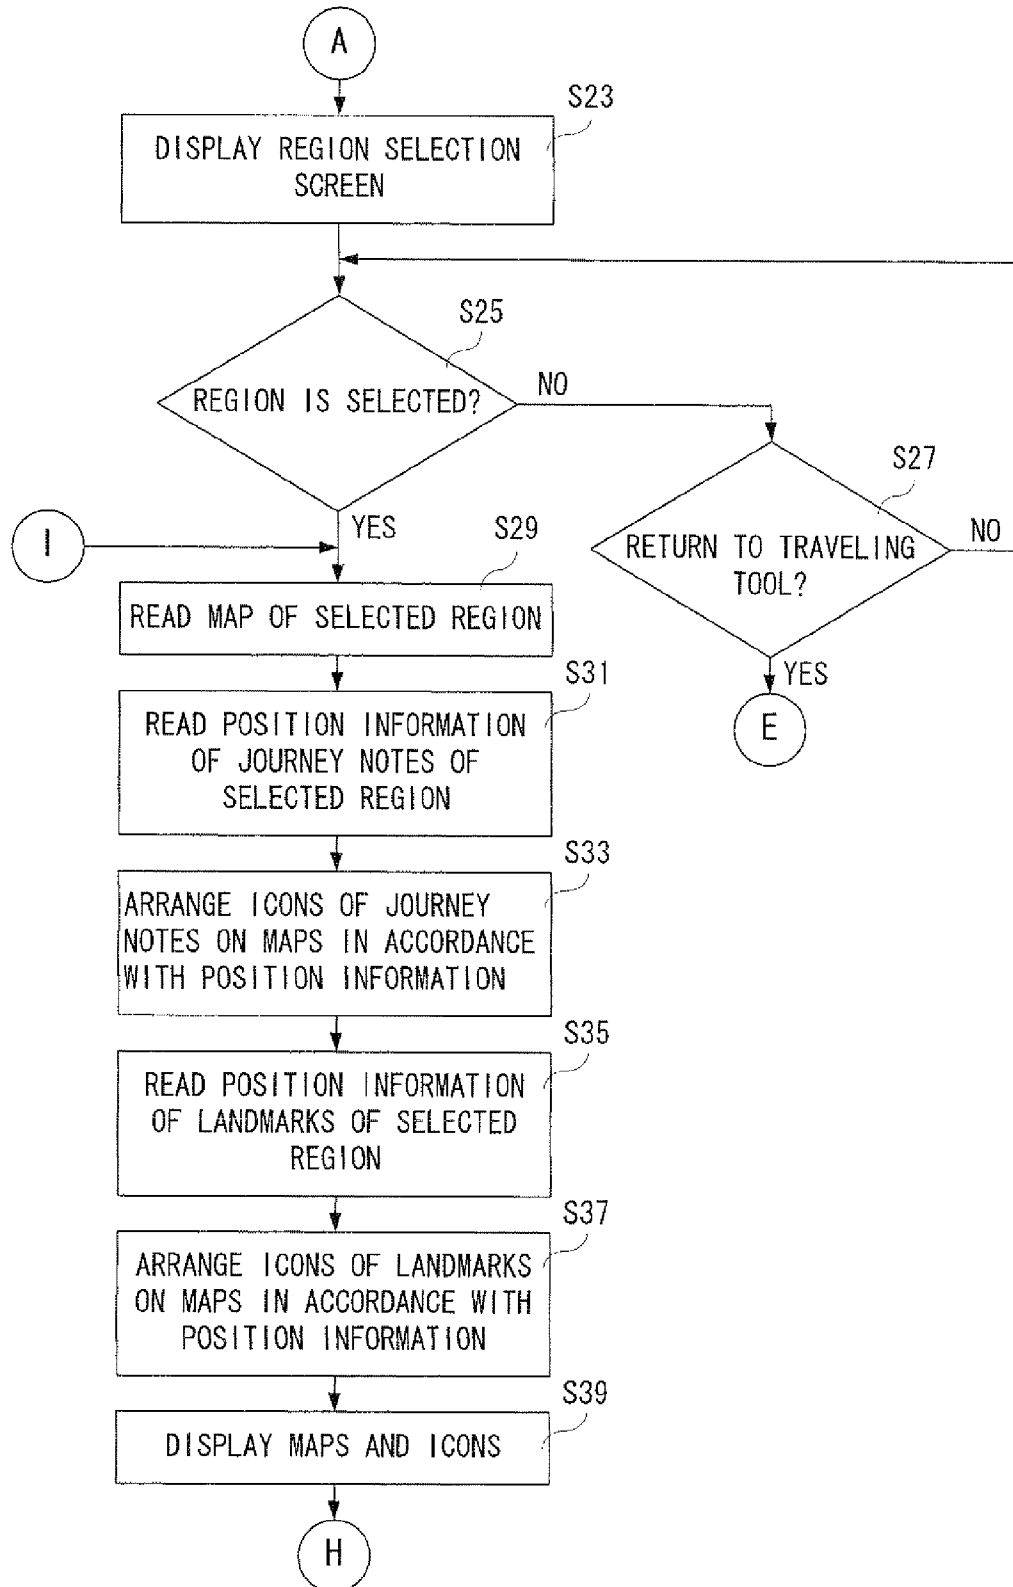 A
S23
DISPLAY REGION SELECTION
SCREEN
S25
REGION IS SELECTED?
NO
S27
RETURN TO TRAVELING
TOOL?
NO
YES
E
YES
I
S29
READ MAP OF SELECTED REGION
S31
READ POSITION INFORMATION
OF JOURNEY NOTES OF
SELECTED REGION
S33
ARRANGE ICONS OF JOURNEY
NOTES ON MAPS IN ACCORDANCE
WITH POSITION INFORMATION
S35
READ POSITION INFORMATION
OF LANDMARKS OF SELECTED
REGION
S37
ARRANGE ICONS OF LANDMARKS
ON MAPS IN ACCORDANCE WITH
POSITION INFORMATION
S39
DISPLAY MAPS AND ICONS
H